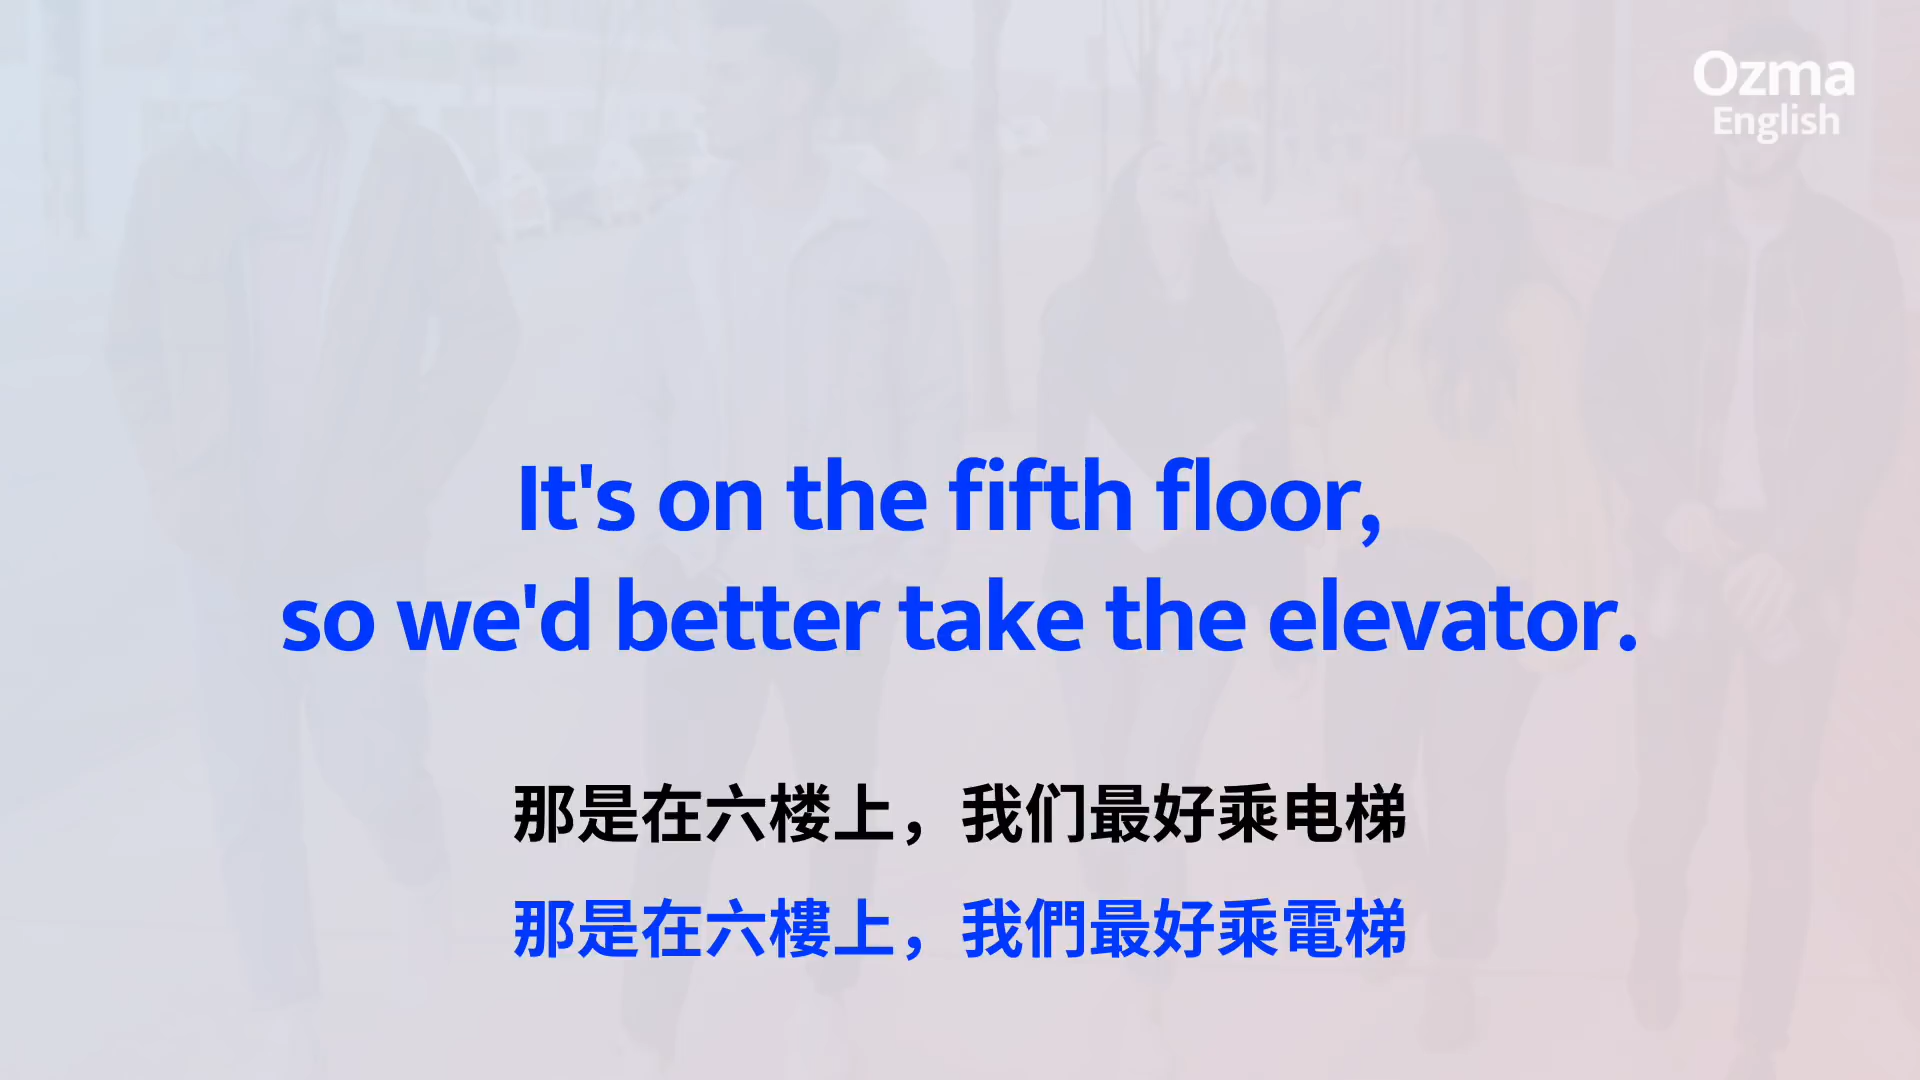 Ozma
English
It's on the fifth floor,
so we'd better take the elevator.
那是在六楼上，我们最好乘电梯
那是在六樓上，我們最好乘電梯